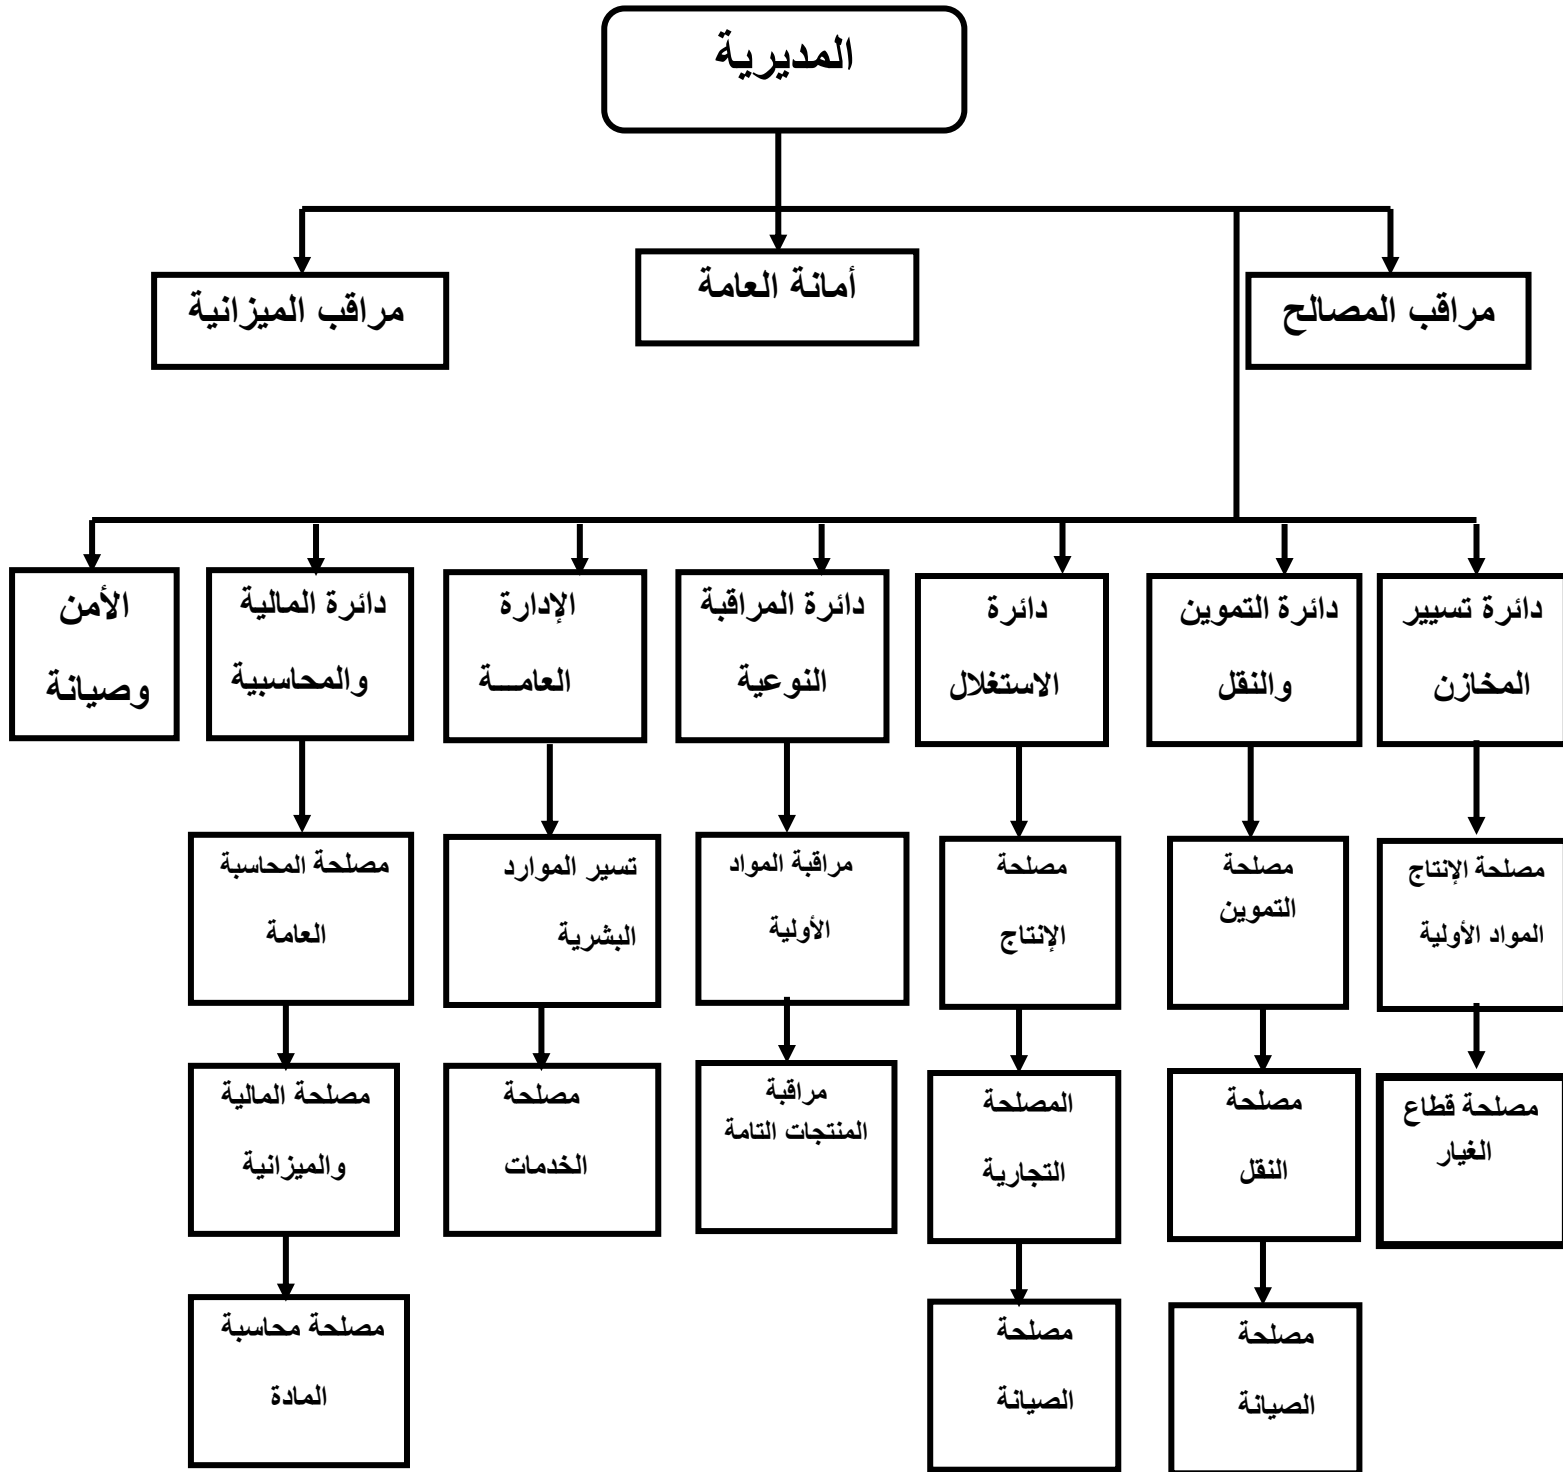 المديرية
مراقب المصالح
أمانة العامة
مراقب الميزانية
دائرة تسيير
المخازن
دائرة التموين
والنقل
دائرة
الاستغلال
دائرة المراقبة
النوعية
الإدارة
العامـــة
دائرة المالية
والمحاسبية
الأمن
وصيانة
مصلحة الإنتاج
المواد الأولية
مصلحة
التموين
مصلحة
الإنتاج
مراقبة المواد
الأولية
تسير الموارد
البشرية
مصلحة المحاسبة
العامة
مصلحة قطاع
الغيار
مصلحة
النقل
المصلحة
التجارية
مراقبة
المنتجات التامة
مصلحة
الخدمات
مصلحة المالية
والميزانية
مصلحة
الصيانة
مصلحة
الصيانة
مصلحة محاسبة
المادة